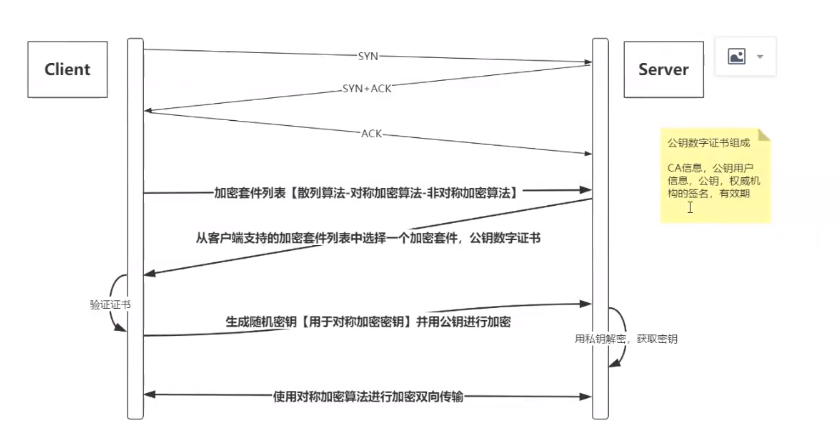 Client
Server
SYN
SYN+ACK
ACK
公钥数字证书组成
CA信息，公钥用户
信息，公钥，权威机
构的签名，有效期
加密套件列表【散列算法-对称加密算法-非对称加密算法】
从客户端支持的加密套件列表中选择一个加密套件，公钥数字证书
验证证书
生成随机密钥【用于对称加密密钥】并用公钥进行加密
用私钥解密，获取密钥
使用对称加密算法进行加密双向传输